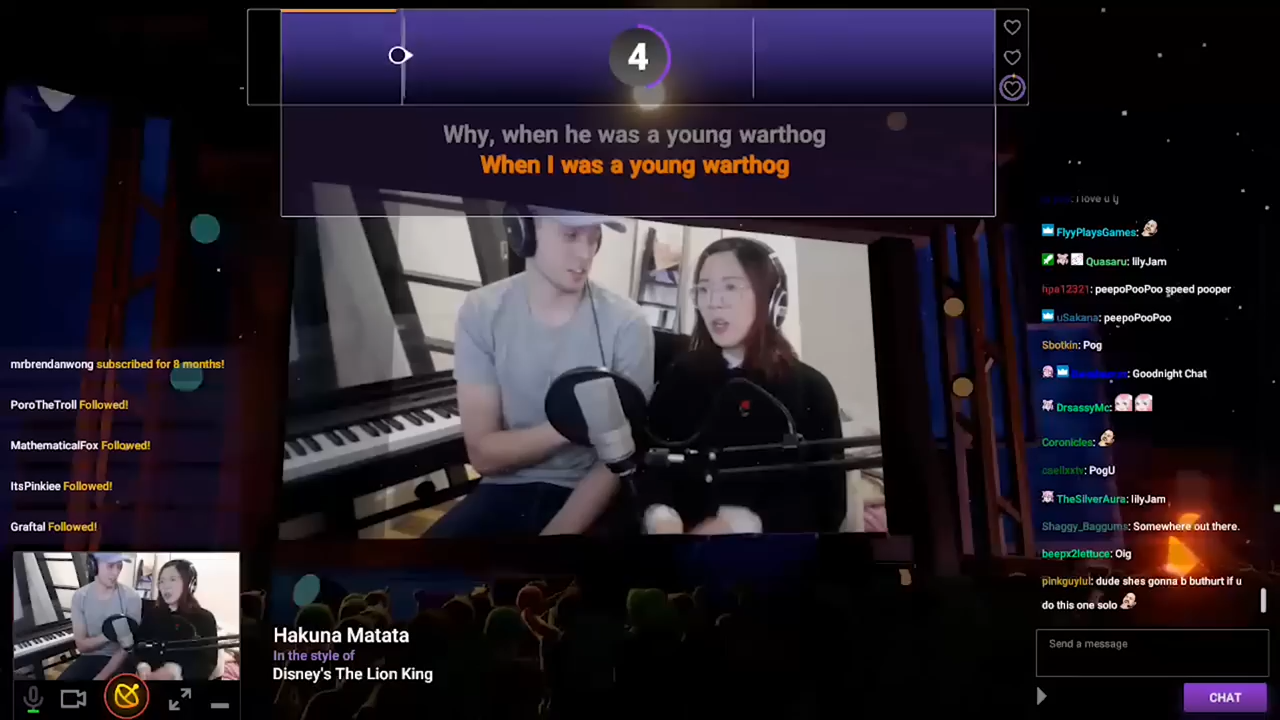 4
Why, when he was a young warthog
When I was a young warthog
mrbrendanwong subscribed for 8 months!
PoroTheTroll Followed!
MathematicalFox Followed!
ItsPinkiee Followed!
Graftal Followed!
Hakuna Matata
In the style of
Disney's The Lion King
: I love u
FlyyPlaysGames:
Quasaru: lilyJam
hpa12321: peepoPooPoo speed pooper
uSakana: peepoPooPoo
Sbotkin: Pog
: Goodnight Chat
DrsassyMc:
Coronicles:
caellxxtv: PogU
TheSilverAura: lilyJam
Shaggy_Baggums: Somewhere out there.
beepx2lettuce: Oig
pinkguylul: dude shes gonna b buthurt if u
do this one solo
Send a message
CHAT